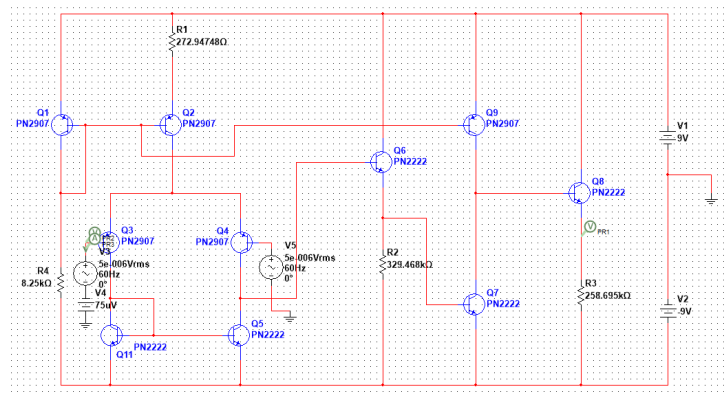 R1
272.94748kΩ
Q1
PN2907
Q2
PN2907
Q9
PN2907
V1
9V
Q6
PN2222
Q8
PN2222
Q3
PN2907
Q4
PN2907
V5
5e-006Vrms
60Hz
0°
PR1
V
A
PR3
V3
5e-006Vrms
60Hz
0°
V4
75uV
R4
8.25kΩ
R2
329.468kΩ
R3
258.695kΩ
V2
-9V
Q7
PN2222
Q5
PN2222
PN2222
Q11